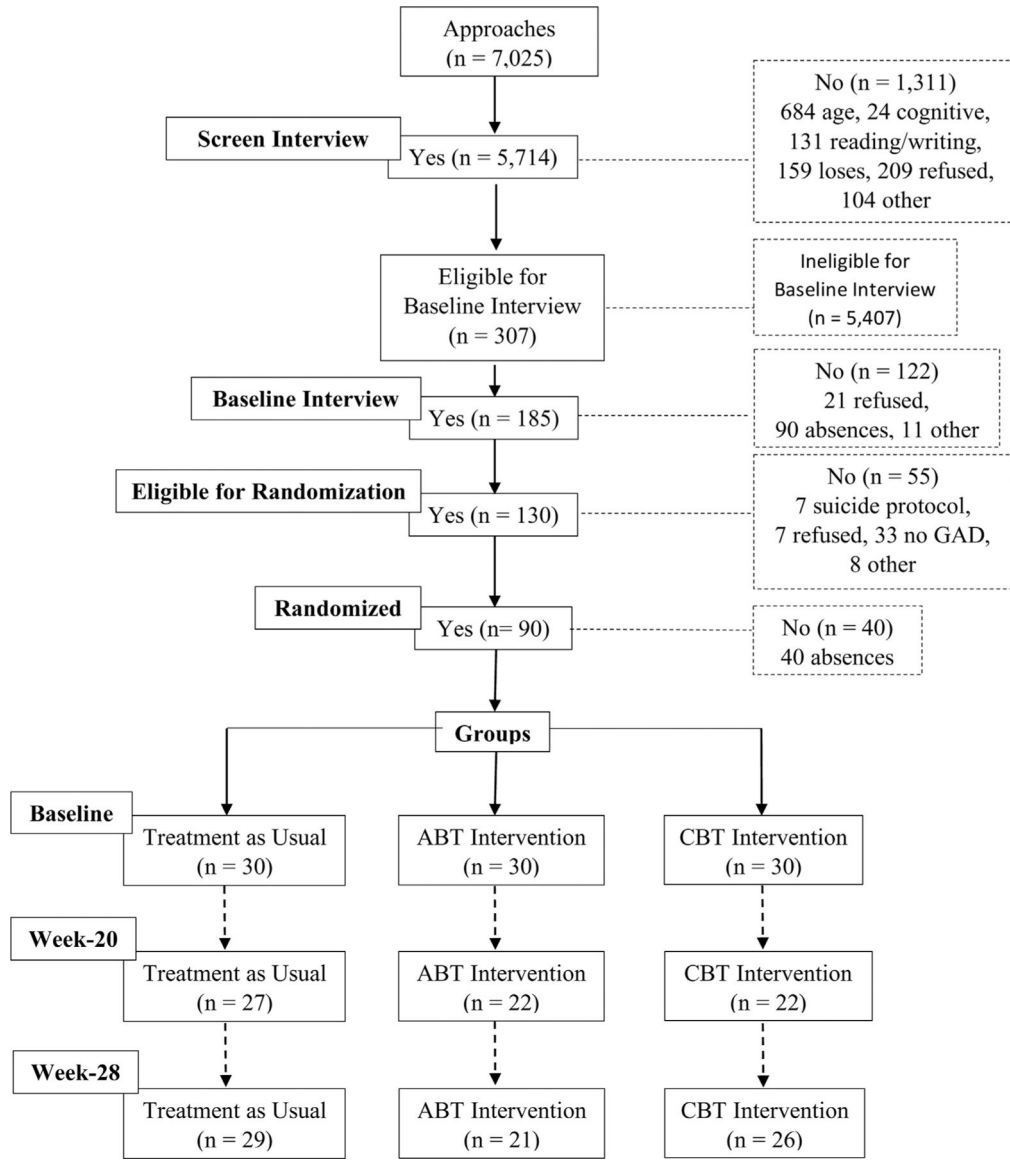 Approaches
(n = 7,025)
No (n = 1,311)
684 age, 24 cognitive,
131 reading/writing,
159 loses, 209 refused,
104 other
Screen Interview
Yes (n = 5,714)
Eligible for
Baseline Interview
(n = 307)
Ineligible for
Baseline Interview
(n = 5,407)
Baseline Interview
Yes (n = 185)
No (n = 122)
21 refused,
90 absences, 11 other
Eligible for Randomization
Yes (n = 130)
No (n = 55)
7 suicide protocol,
7 refused, 33 no GAD,
8 other
Randomized
Yes (n= 90)
No (n = 40)
40 absences
Groups
Baseline
Treatment as Usual
(n = 30)
ABT Intervention
(n = 30)
CBT Intervention
(n = 30)
Week-20
Treatment as Usual
(n = 27)
ABT Intervention
(n = 22)
CBT Intervention
(n = 22)
Week-28
Treatment as Usual
(n = 29)
ABT Intervention
(n = 21)
CBT Intervention
(n = 26)